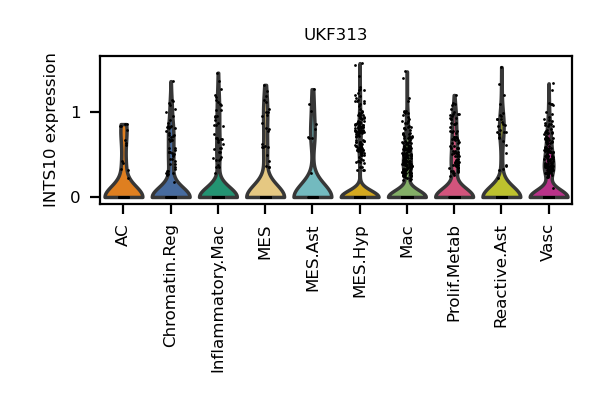 UKF313
INTS10 expression
1
0
AC
Chromatin.Reg
Inflammatory.Mac
MES
MES.Ast
MES.Hyp
Mac
Prolif.Metab
Reactive.Ast
Vasc